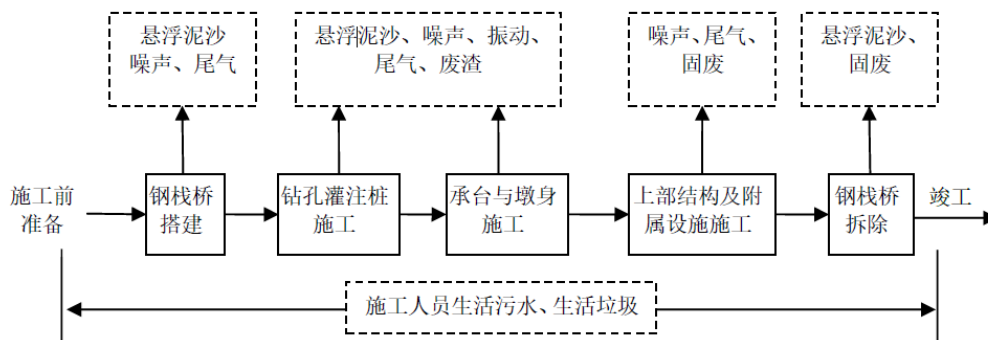 悬浮泥沙
噪声、尾气
悬浮泥沙、噪声、振动、
尾气、废渣
噪声、尾气、
固废
悬浮泥沙、
固废
施工前
准备
钢栈桥
搭建
钻孔灌注桩
施工
承台与墩身
施工
上部结构及附
属设施施工
钢栈桥
拆除
竣工
施工人员生活污水、生活垃圾